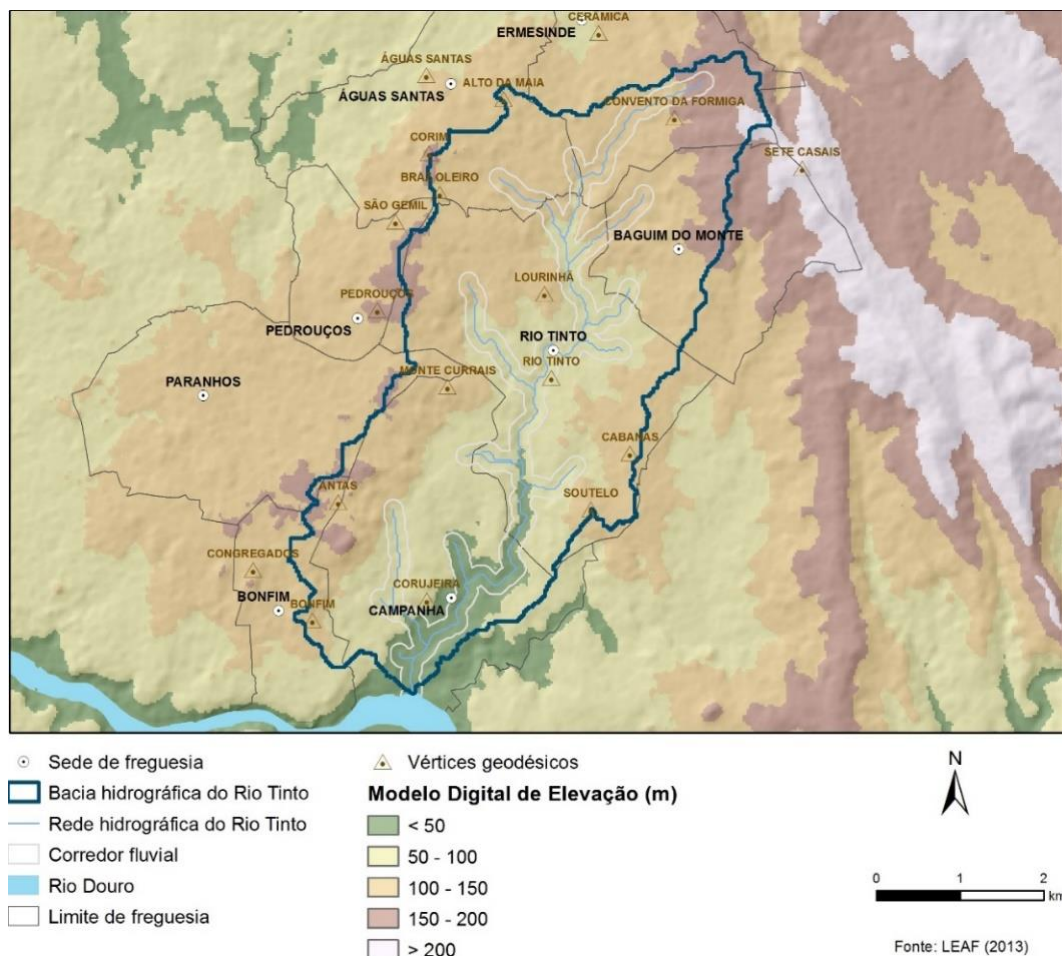 CERÂMICA
ERMESINDE
ÁGUAS SANTAS
ALTO DA MAIA
ÁGUAS SANTAS
CONVENTO DA FORMIGA
CORIM
SETE CASAIS
BRASOLEIRO
SÃO GEMIL
BAGUIM DO MONTE
LOURINHÃ
PEDROUÇOS
PEDROUÇOS
RIO TINTO
RIO TINTO
MONTE CURRAIS
PARANHOS
CABANAS
ANTAS
SOUTELO
CONGREGADOS
CORUJEIRA
BONFIM
BONFIM
CAMPANHA
Sede de freguesia
Bacia hidrográfica do Rio Tinto
Rede hidrográfica do Rio Tinto
Corredor fluvial
Rio Douro
Limite de freguesia
Vértices geodésicos
Modelo Digital de Elevação (m)
< 50
50 - 100
100 - 150
150 - 200
> 200
N
0 1 2
km
Fonte: LEAF (2013)